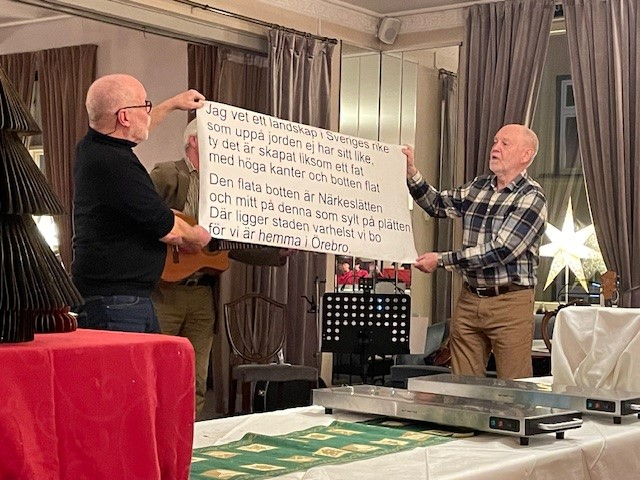 Jag vet ett landskap i Sveriges rike
som uppå jorden ej har sitt like,
ty det är skapat liksom ett fat
med höga kanter och botten flat
Den flata botten är Närkeslätten
och mitt på denna som sylt på plätten
Där ligger staden varhelst vi bo
för vi är hemma i Örebro.